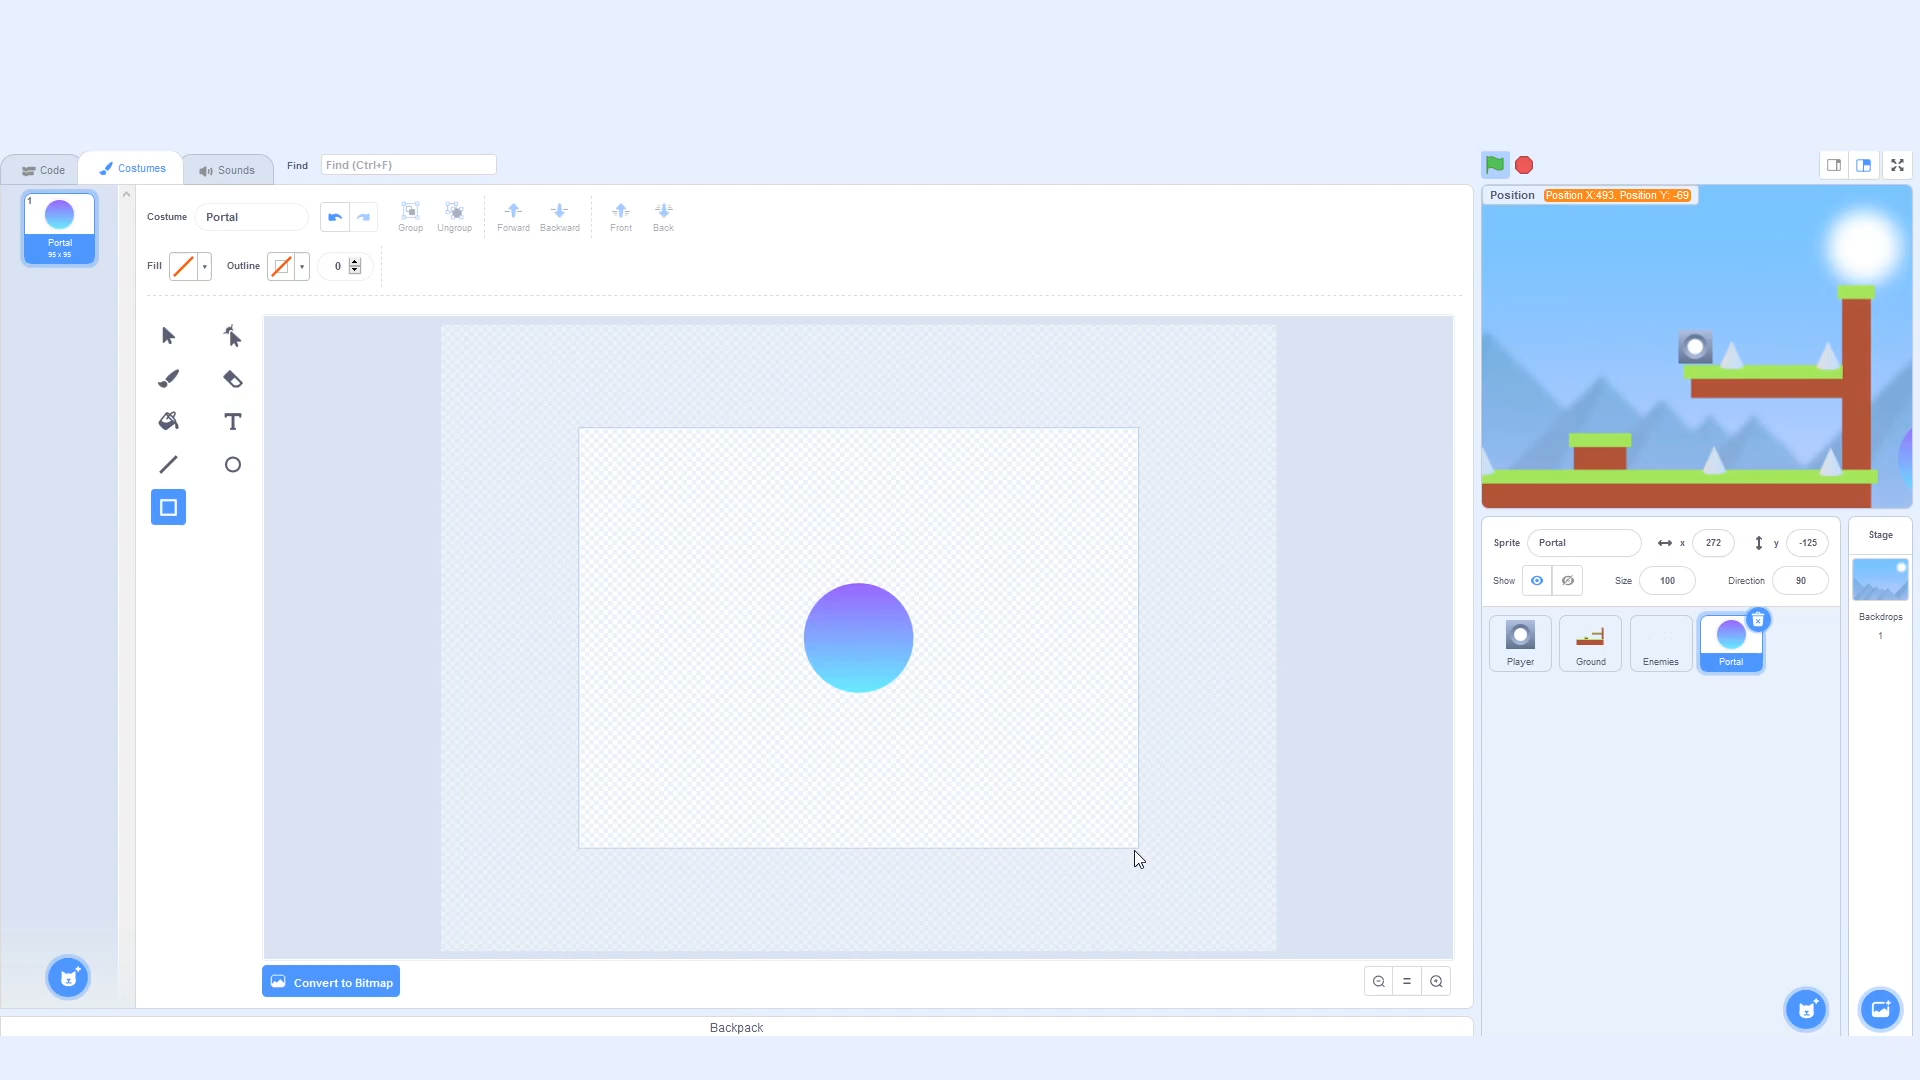 Code
Costumes
Sounds
Find
Find (Ctrl+F)
1
Portal
95 x 95
Costume
Portal
Group
Ungroup
Forward
Backward
Front
Back
Fill
Outline
0
Convert to Bitmap
Backpack
Position
Position X:493. Position Y: -69
Sprite
Portal
x
272
y
-125
Show
Size
100
Direction
90
Player
Ground
Enemies
Portal
Stage
Backdrops
1